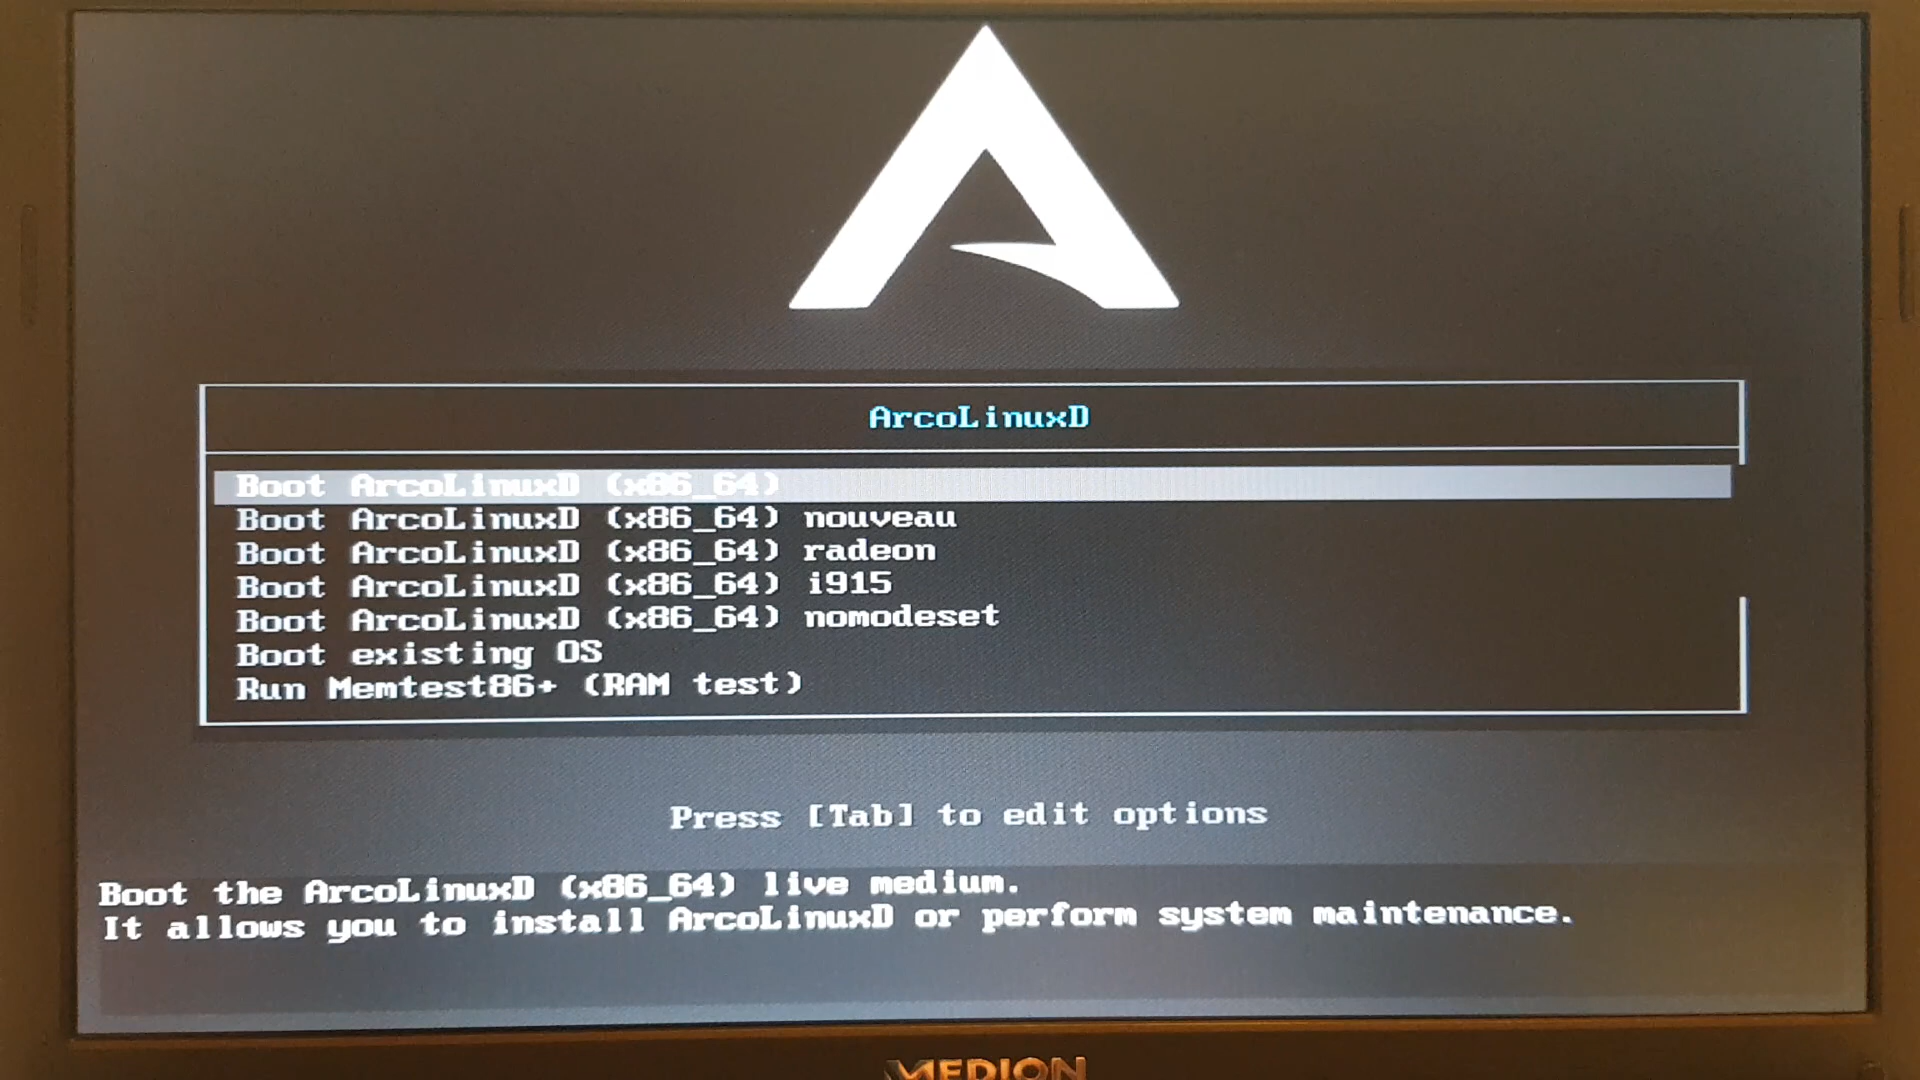 ArcoLinuxD
Boot ArcoLinuxD (x86_64)
Boot ArcoLinuxD (x86_64) nouveau
Boot ArcoLinuxD (x86_64) radeon
Boot ArcoLinuxD (x86_64) i915
Boot ArcoLinuxD (x86_64) nomodeset
Boot existing OS
Run Memtest86+ (RAM test)
Press [Tab] to edit options
Boot the ArcoLinuxD (x86_64) live medium.
It allows you to install ArcoLinuxD or perform system maintenance.
MEDION